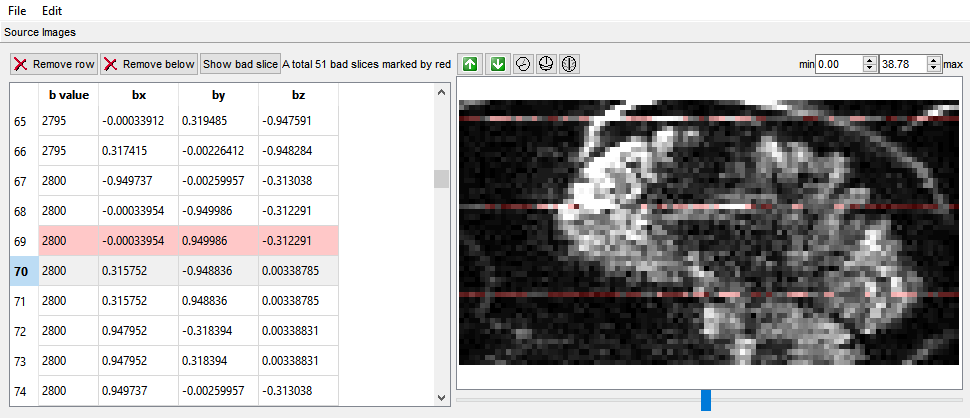 File Edit
Source Images
Remove row Remove below Show bad slice A total 51 bad slices marked by red min 0.00 38.78 max
b value bx by bz
65 2795 -0.00033912 0.319485 -0.947591
66 2795 0.317415 -0.00226412 -0.948284
67 2800 -0.949737 -0.00259957 -0.313038
68 2800 -0.00033954 -0.949986 -0.312291
69 2800 -0.00033954 0.949986 -0.312291
70 2800 0.315752 -0.948836 0.00338785
71 2800 0.315752 0.948836 0.00338785
72 2800 0.947952 -0.318394 0.00338831
73 2800 0.947952 0.318394 0.00338831
74 2800 0.949737 -0.00259957 -0.313038